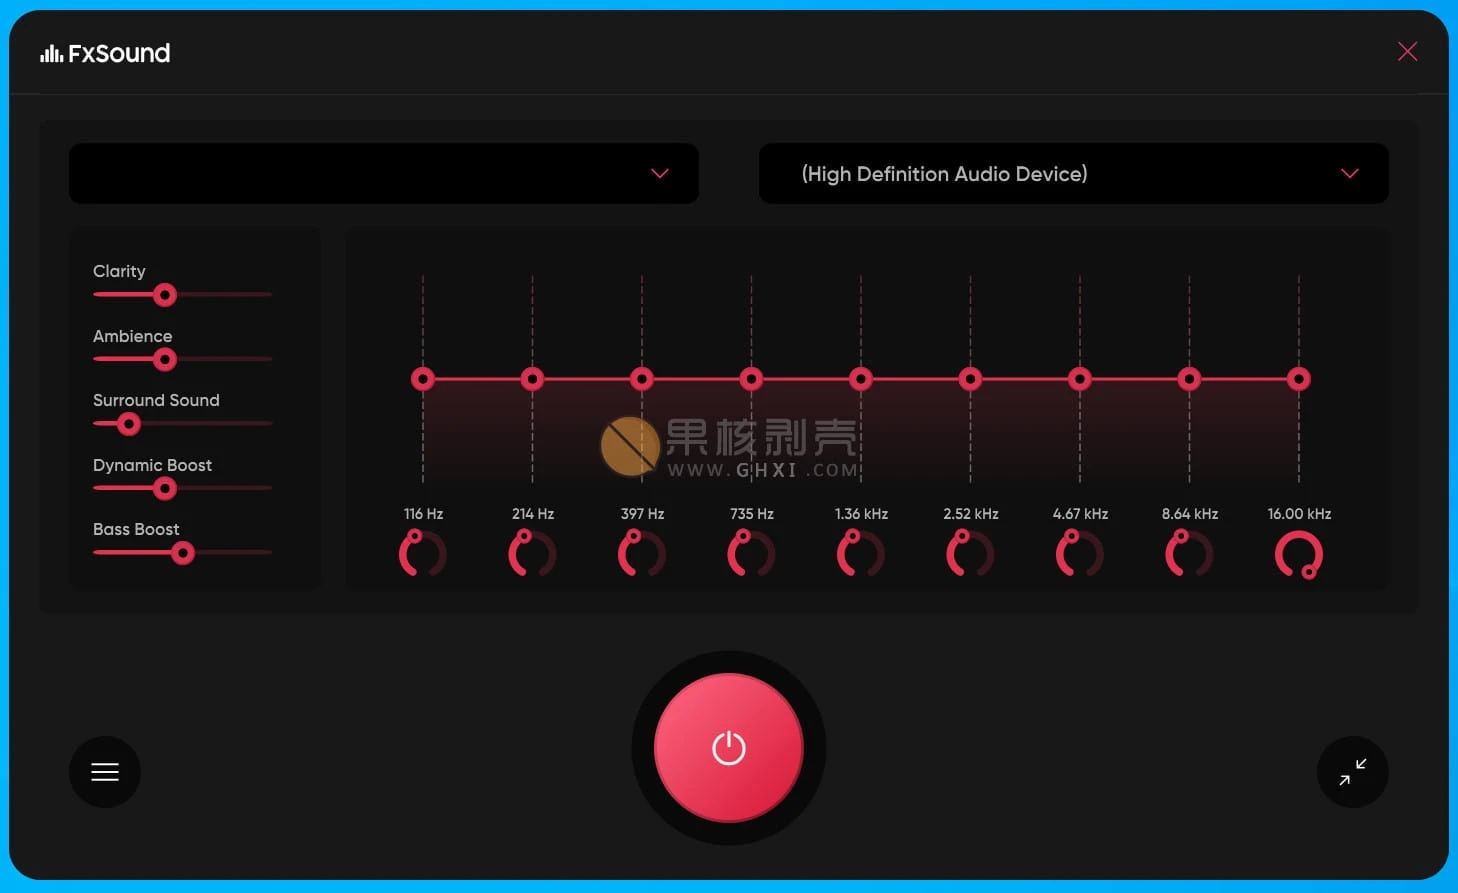 FxSound
(High Definition Audio Device)
Clarity
Ambience
Surround Sound
Dynamic Boost
Bass Boost
果核剥壳
WWW.GHXI.COM
116 Hz
214 Hz
397 Hz
735 Hz
1.36 kHz
2.52 kHz
4.67 kHz
8.64 kHz
16.00 kHz